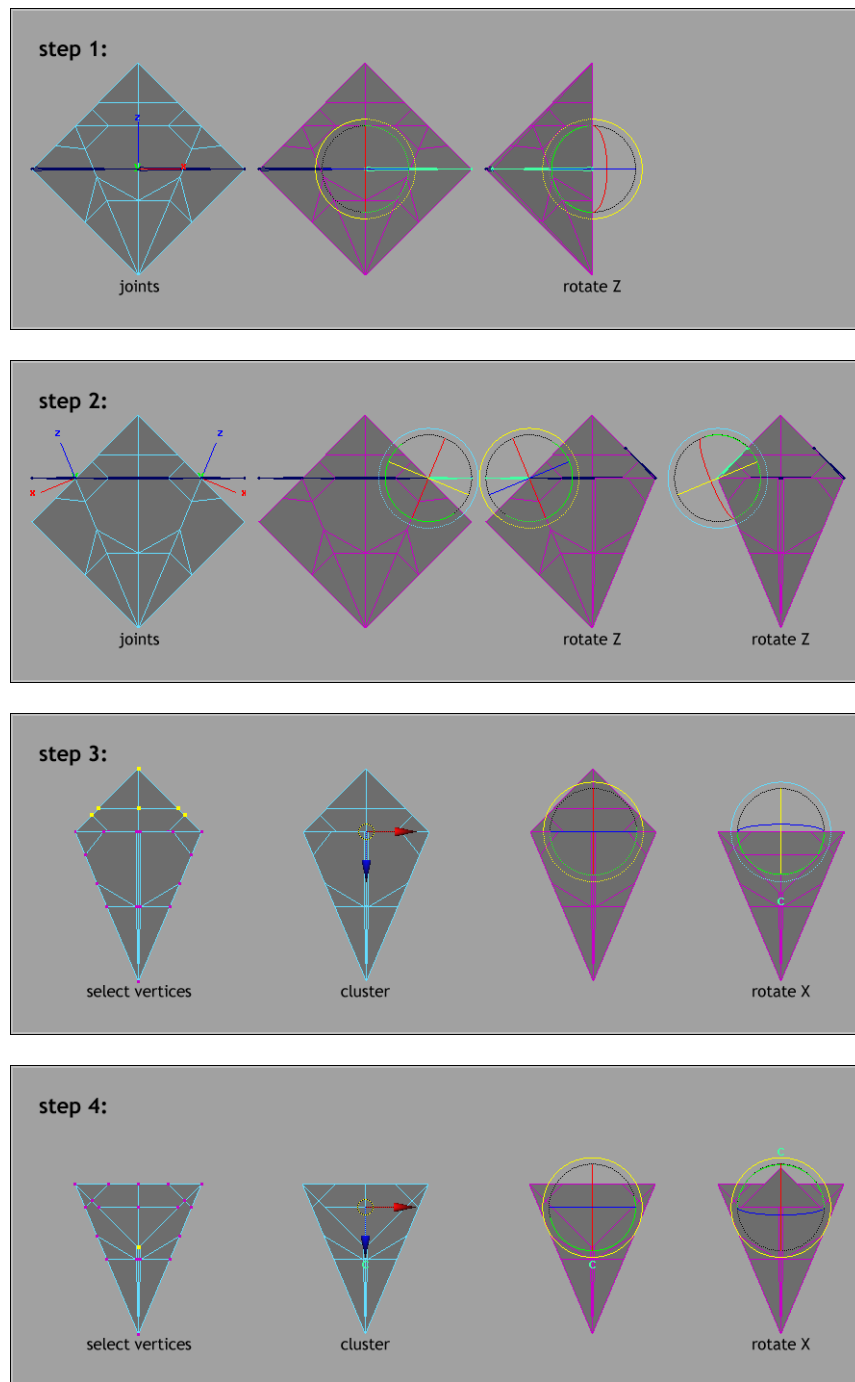 step 1:
z
joints
rotate Z
step 2:
z z
x x
joints
rotate Z
rotate Z
step 3:
c
select vertices
cluster
rotate X
step 4:
c
c
c
select vertices
cluster
rotate X